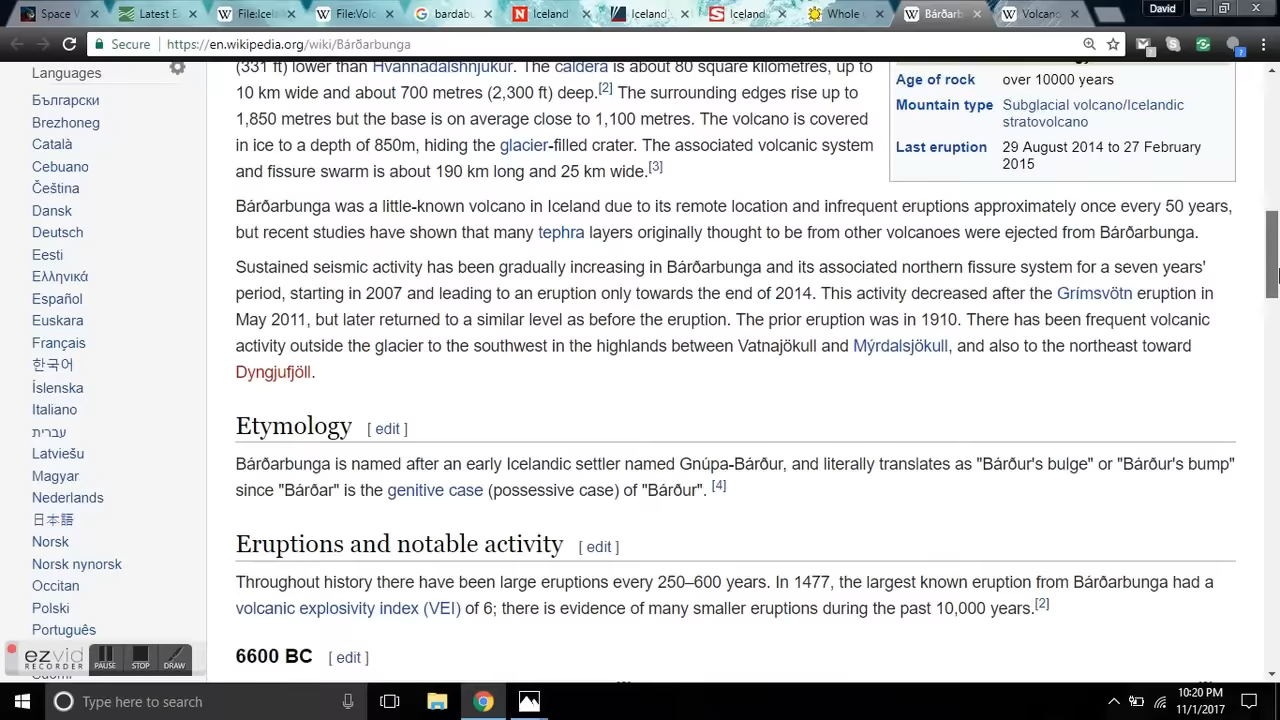 Space W
Latest E
File:Icel
File:Volc
bardabu
Iceland
Iceland'
Iceland
Whole
Bárðarb
Volcano
David
Secure
https://en.wikipedia.org/wiki/Bárðarbunga
Languages
Български
Brezhoneg
Català
Cebuano
Čeština
Dansk
Deutsch
Eesti
Ελληνικά
Español
Euskara
Français
한국어
Íslenska
Italiano
עברית
Latviešu
Magyar
Nederlands
日本語
Norsk
Norsk nynorsk
Occitan
Polski
Português
(331 ft) lower than Hvannadalshnjúkur. The caldera is about 80 square kilometres, up to
10 km wide and about 700 metres (2,300 ft) deep.[2] The surrounding edges rise up to
1,850 metres but the base is on average close to 1,100 metres. The volcano is covered
in ice to a depth of 850m, hiding the glacier-filled crater. The associated volcanic system
and fissure swarm is about 190 km long and 25 km wide.[3]
Age of rock over 10000 years
Mountain type Subglacial volcano/Icelandic
stratovolcano
Last eruption 29 August 2014 to 27 February
2015
Bárðarbunga was a little-known volcano in Iceland due to its remote location and infrequent eruptions approximately once every 50 years,
but recent studies have shown that many tephra layers originally thought to be from other volcanoes were ejected from Bárðarbunga.
Sustained seismic activity has been gradually increasing in Bárðarbunga and its associated northern fissure system for a seven years'
period, starting in 2007 and leading to an eruption only towards the end of 2014. This activity decreased after the Grímsvötn eruption in
May 2011, but later returned to a similar level as before the eruption. The prior eruption was in 1910. There has been frequent volcanic
activity outside the glacier to the southwest in the highlands between Vatnajökull and Mýrdalsjökull, and also to the northeast toward
Dyngjufjöll.
Etymology [ edit ]
Bárðarbunga is named after an early Icelandic settler named Gnúpa-Bárður, and literally translates as "Bárður's bulge" or "Bárður's bump"
since "Bárðar" is the genitive case (possessive case) of "Bárður". [4]
Eruptions and notable activity [ edit ]
Throughout history there have been large eruptions every 250–600 years. In 1477, the largest known eruption from Bárðarbunga had a
volcanic explosivity index (VEI) of 6; there is evidence of many smaller eruptions during the past 10,000 years.[2]
6600 BC [ edit ]
ezvid
RECORDER
PAUSE
STOP
DRAW
Type here to search
10:20 PM
11/1/2017